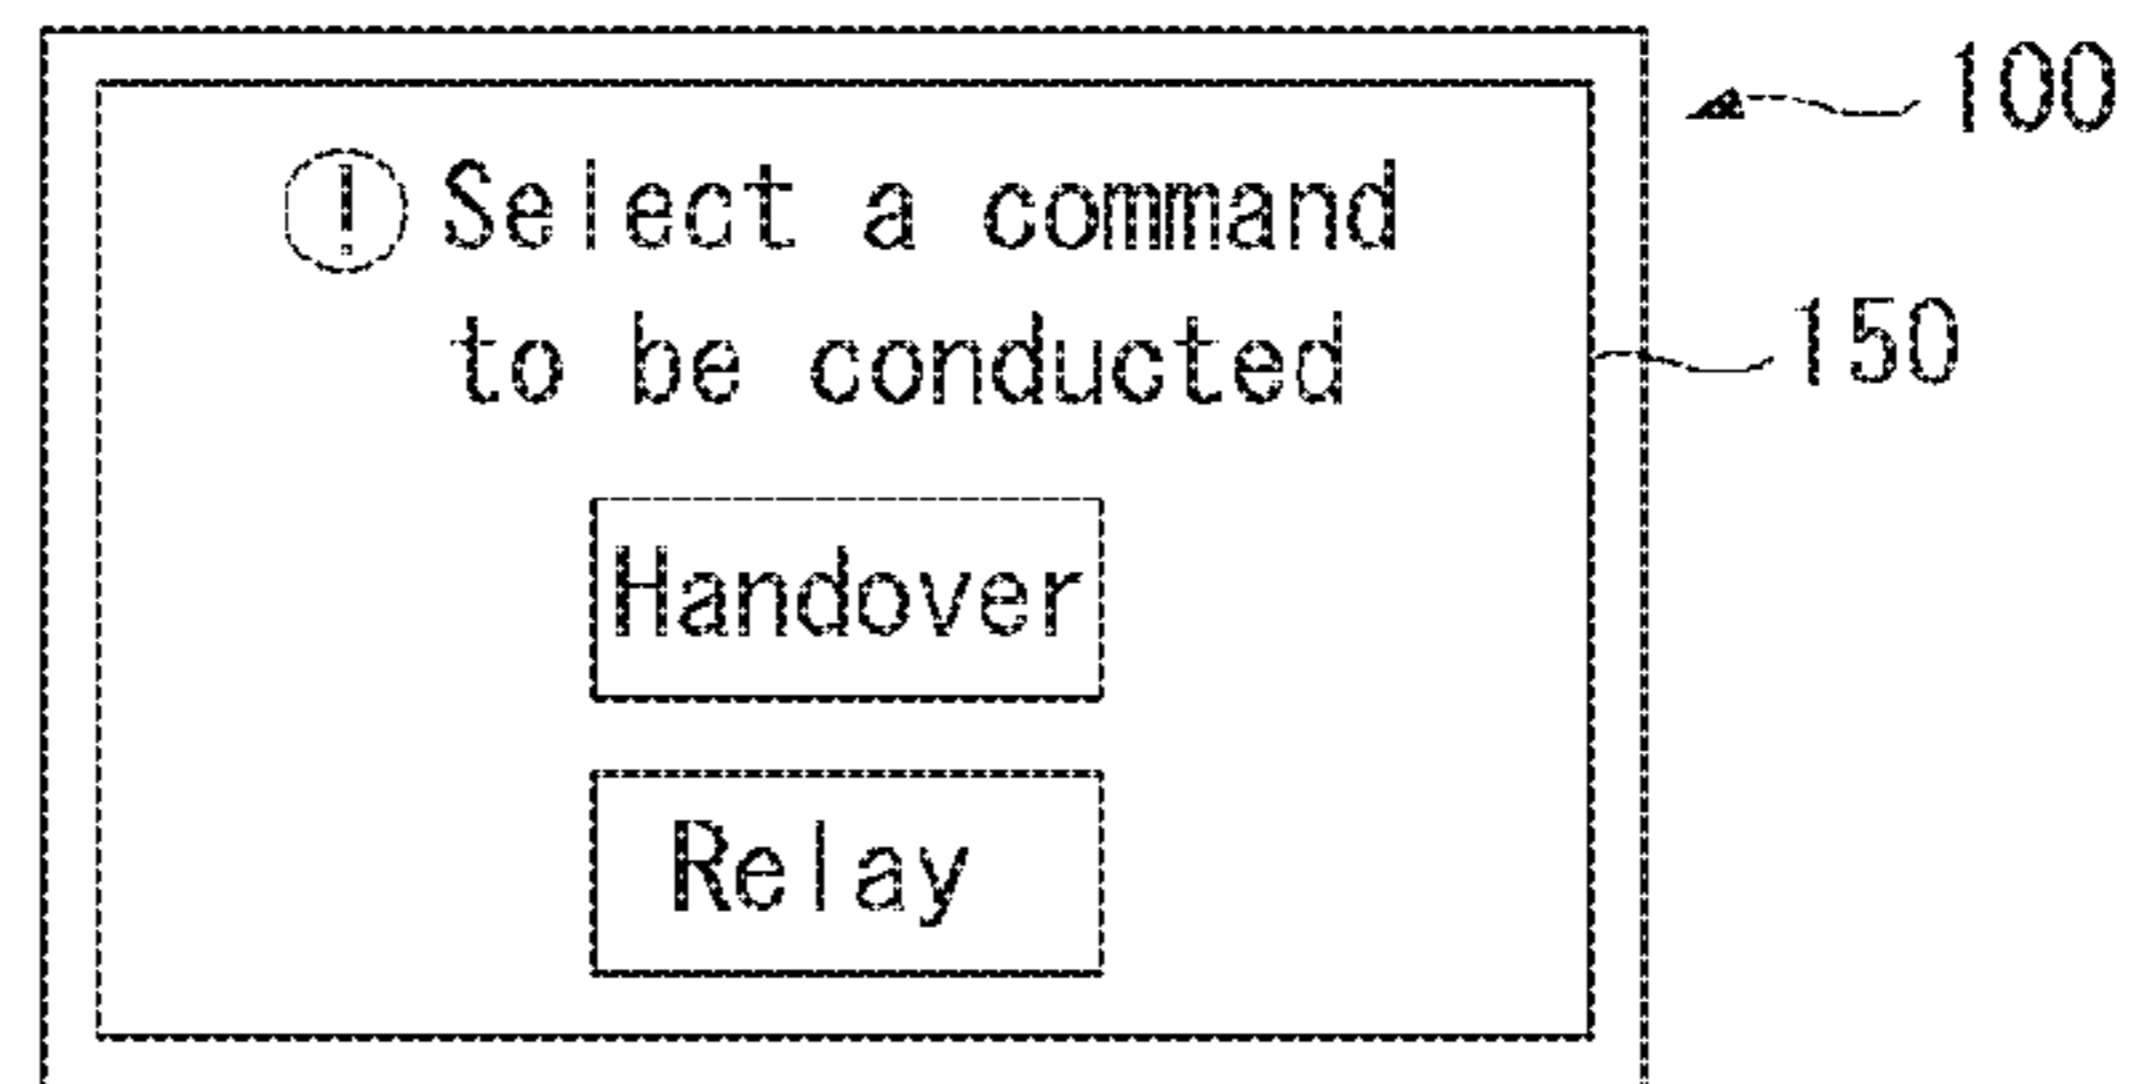 100
! Select a command
to be conducted
150
Handover
Relay